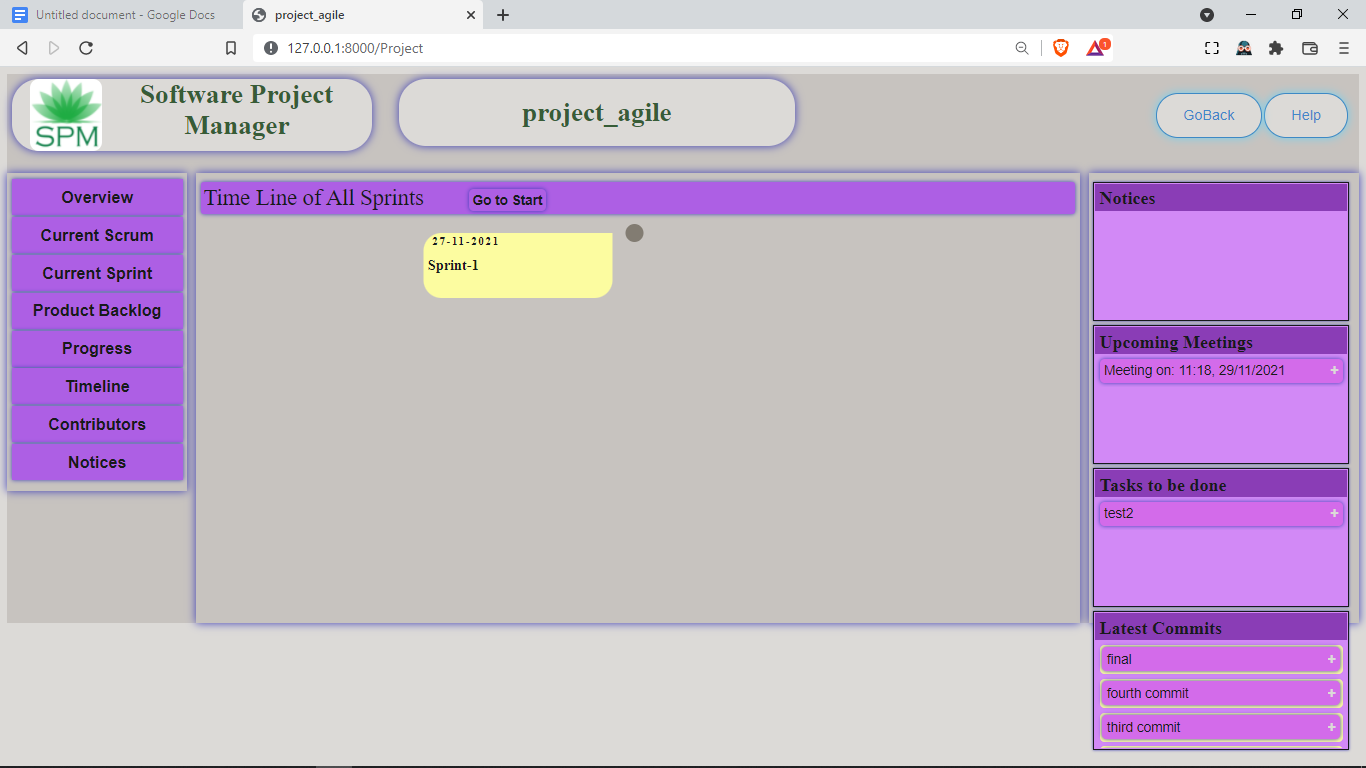 Untitled document - Google Docs
project_agile
127.0.0.1:8000/Project
1
SPM
Software Project
Manager
project_agile
GoBack
Help
Overview
Current Scrum
Current Sprint
Product Backlog
Progress
Timeline
Contributors
Notices
Time Line of All Sprints
Go to Start
27-11-2021
Sprint-1
Notices
Upcoming Meetings
Meeting on: 11:18, 29/11/2021 +
Tasks to be done
test2 +
Latest Commits
final +
fourth commit +
third commit +